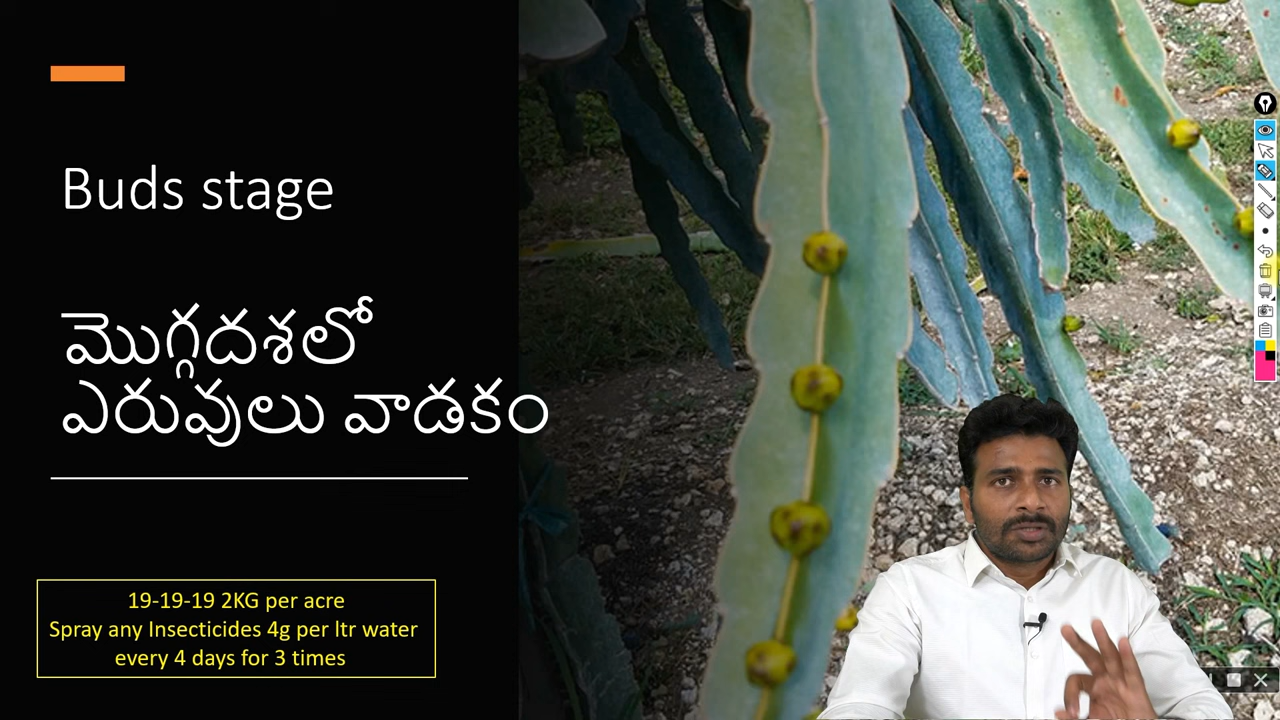 Buds stage
మొగ్గదశలో
ఎరువులు వాడకం
19-19-19 2KG per acre
Spray any Insecticides 4g per ltr water
every 4 days for 3 times